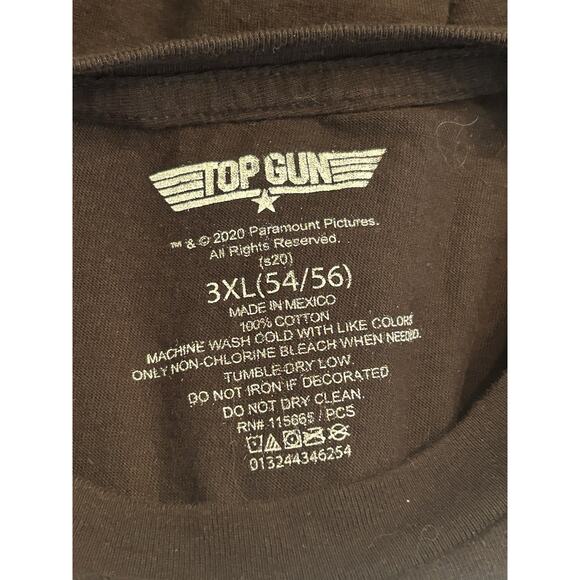 TOP GUN
™ & © 2020 Paramount Pictures.
All Rights Reserved.
(s20)
3XL(54/56)
MADE IN MEXICO
100% COTTON
MACHINE WASH COLD WITH LIKE COLORS
ONLY NON-CHLORINE BLEACH WHEN NEEDED.
TUMBLE DRY LOW.
DO NOT IRON IF DECORATED
DO NOT DRY CLEAN.
RN# 115665 / PCS
013244346254